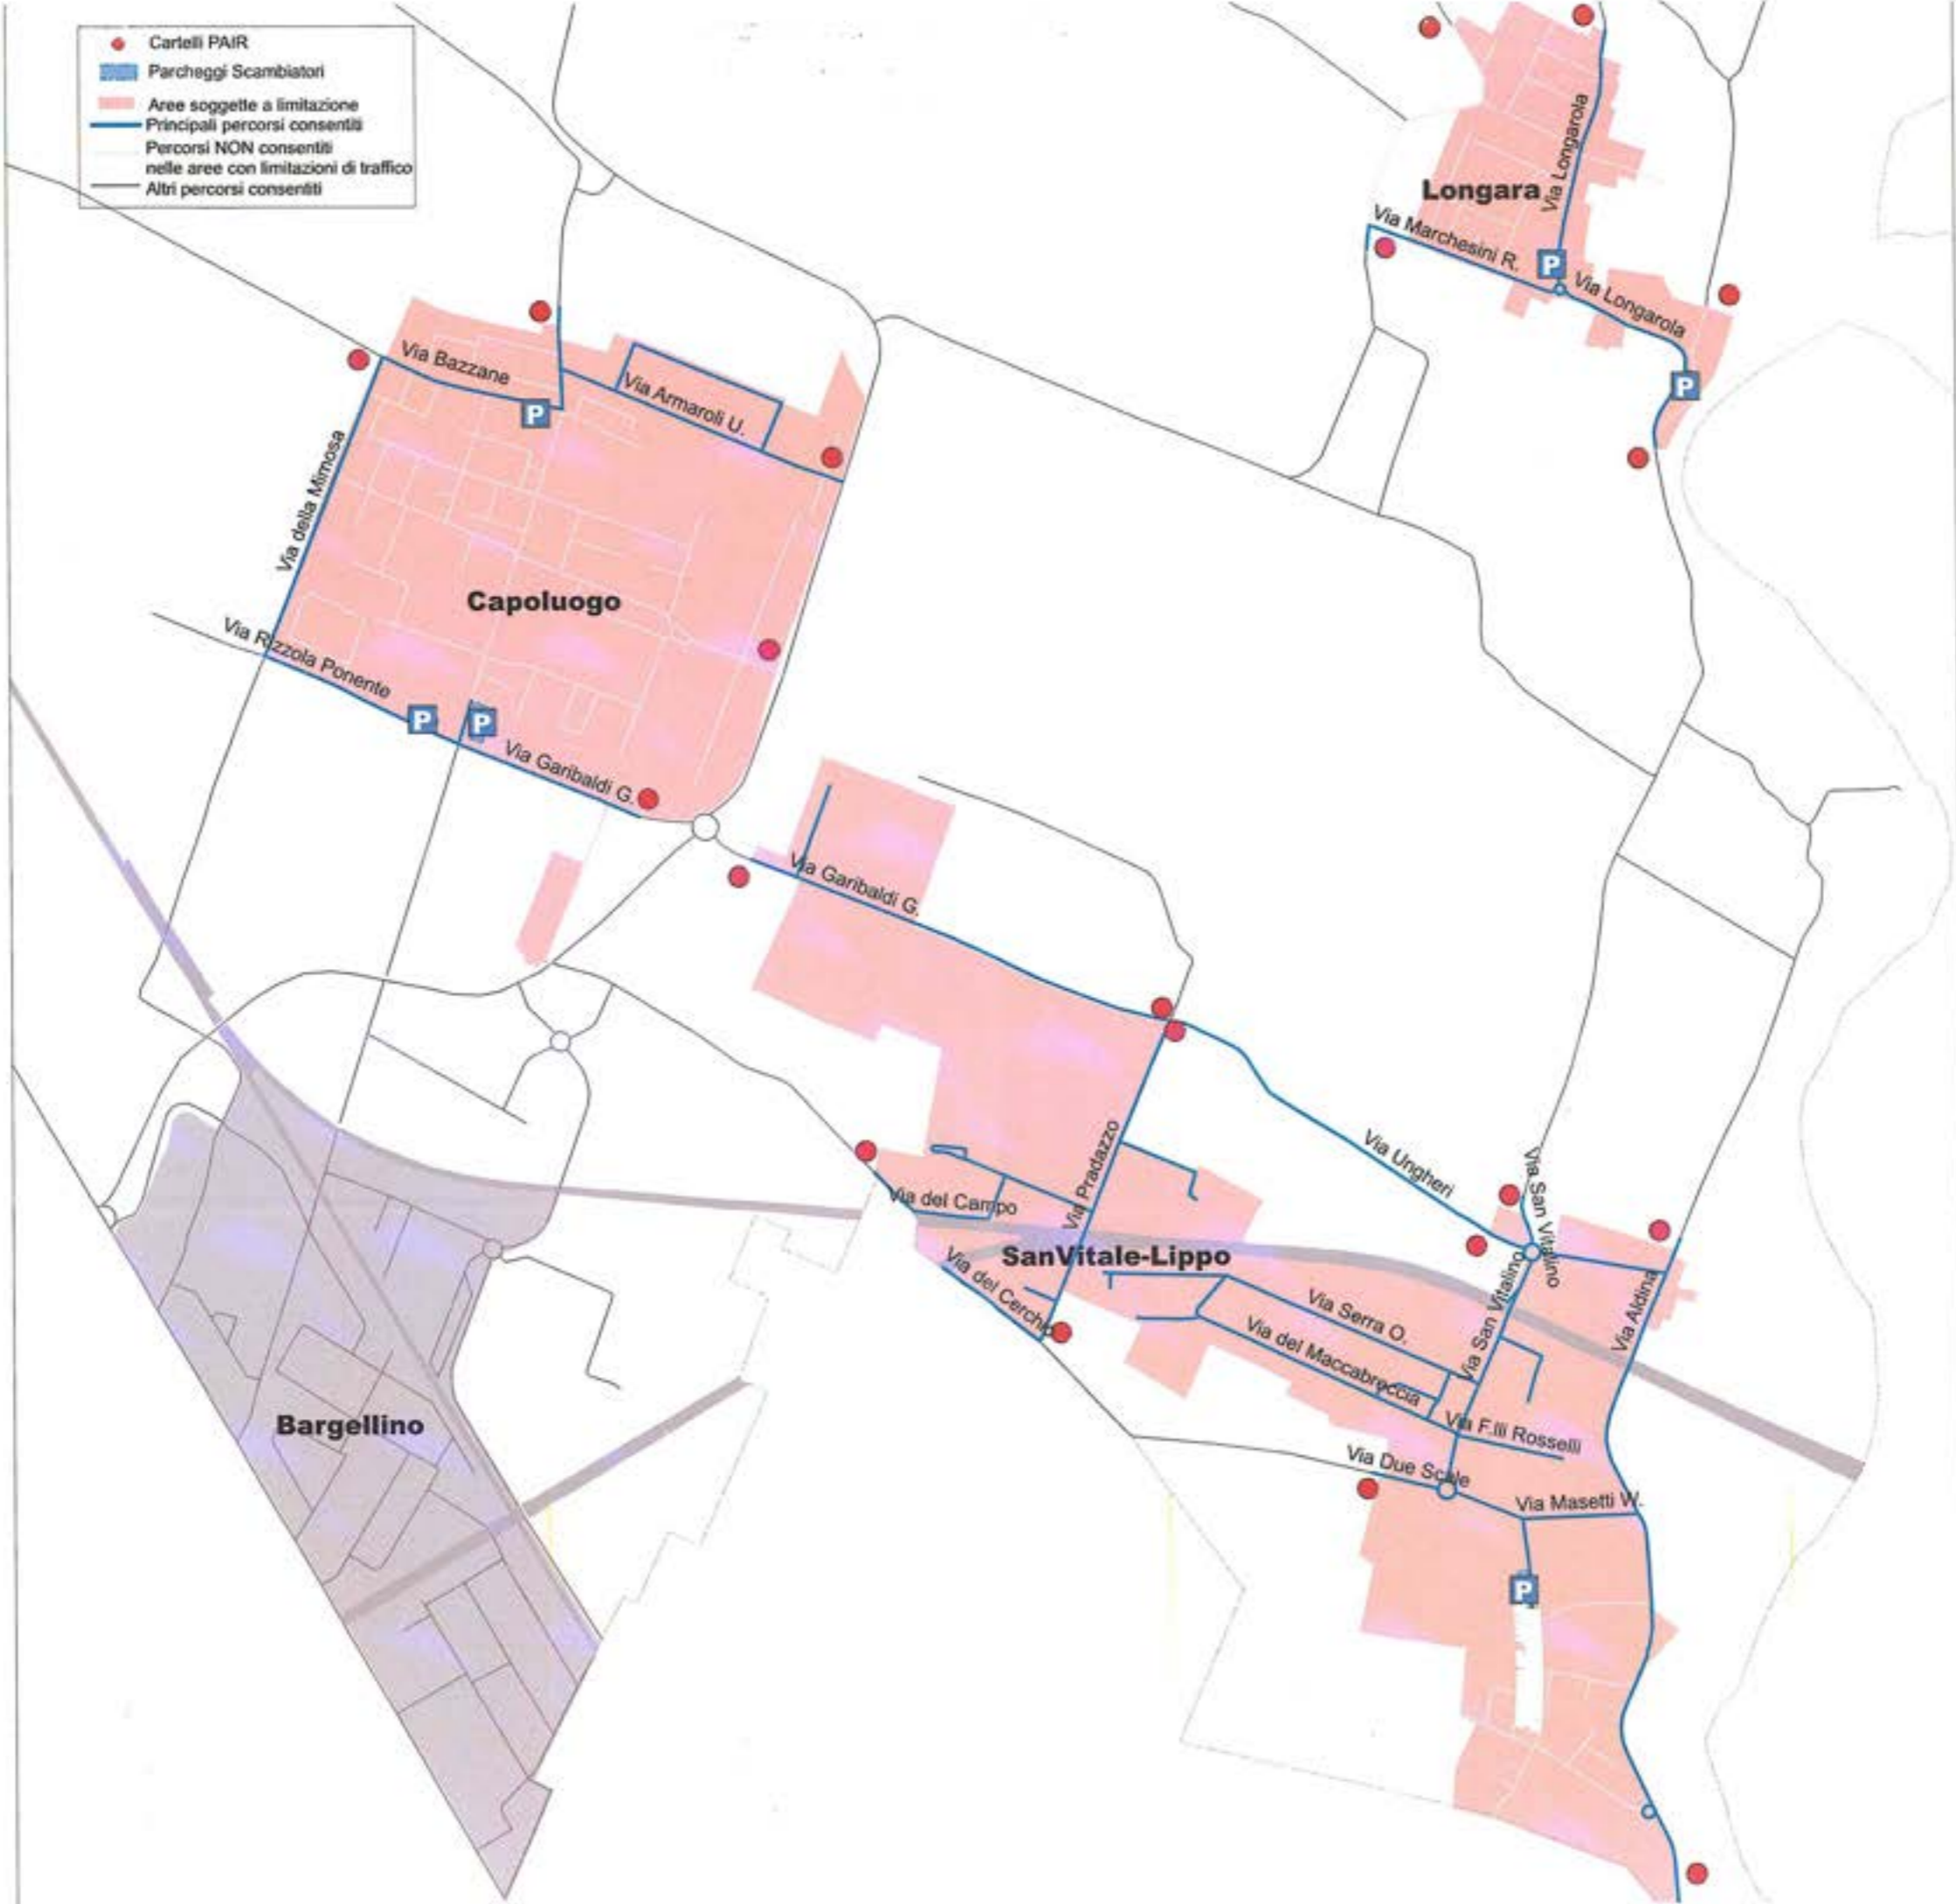 Cartelli PAIR
Parcheggi Scambiatori
Aree soggette a limitazione
Principali percorsi consentiti
Percorsi NON consentiti
nelle aree con limitazioni di traffico
Altri percorsi consentiti
Longara
Via Longarola
Via Marchesini R.
P
Via Longarola
P
Via Bazzane
P
Via Armaroli U.
Via della Mimosa
Capoluogo
Via Rizzola Ponente
P
P
Via Garibaldi G.
Via Garibaldi G.
Via Pradazzo
Via Ungheri
Via San Vitalino
Via del Campo
SanVitale-Lippo
Via del Cerchio
Via Serra O.
Via del Maccabreccia
Via San Vitalino
Via Aldina
Via F.lli Rosselli
Bargellino
Via Due Scale
Via Masetti W.
P